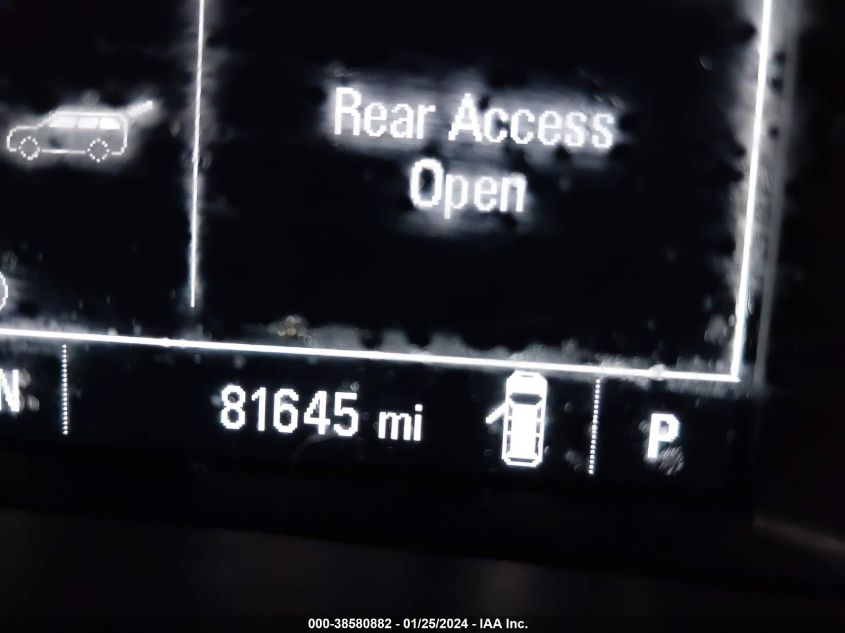 Rear Access
Open
N
81645 mi
P
000-38580882 - 01/25/2024 - IAA Inc.